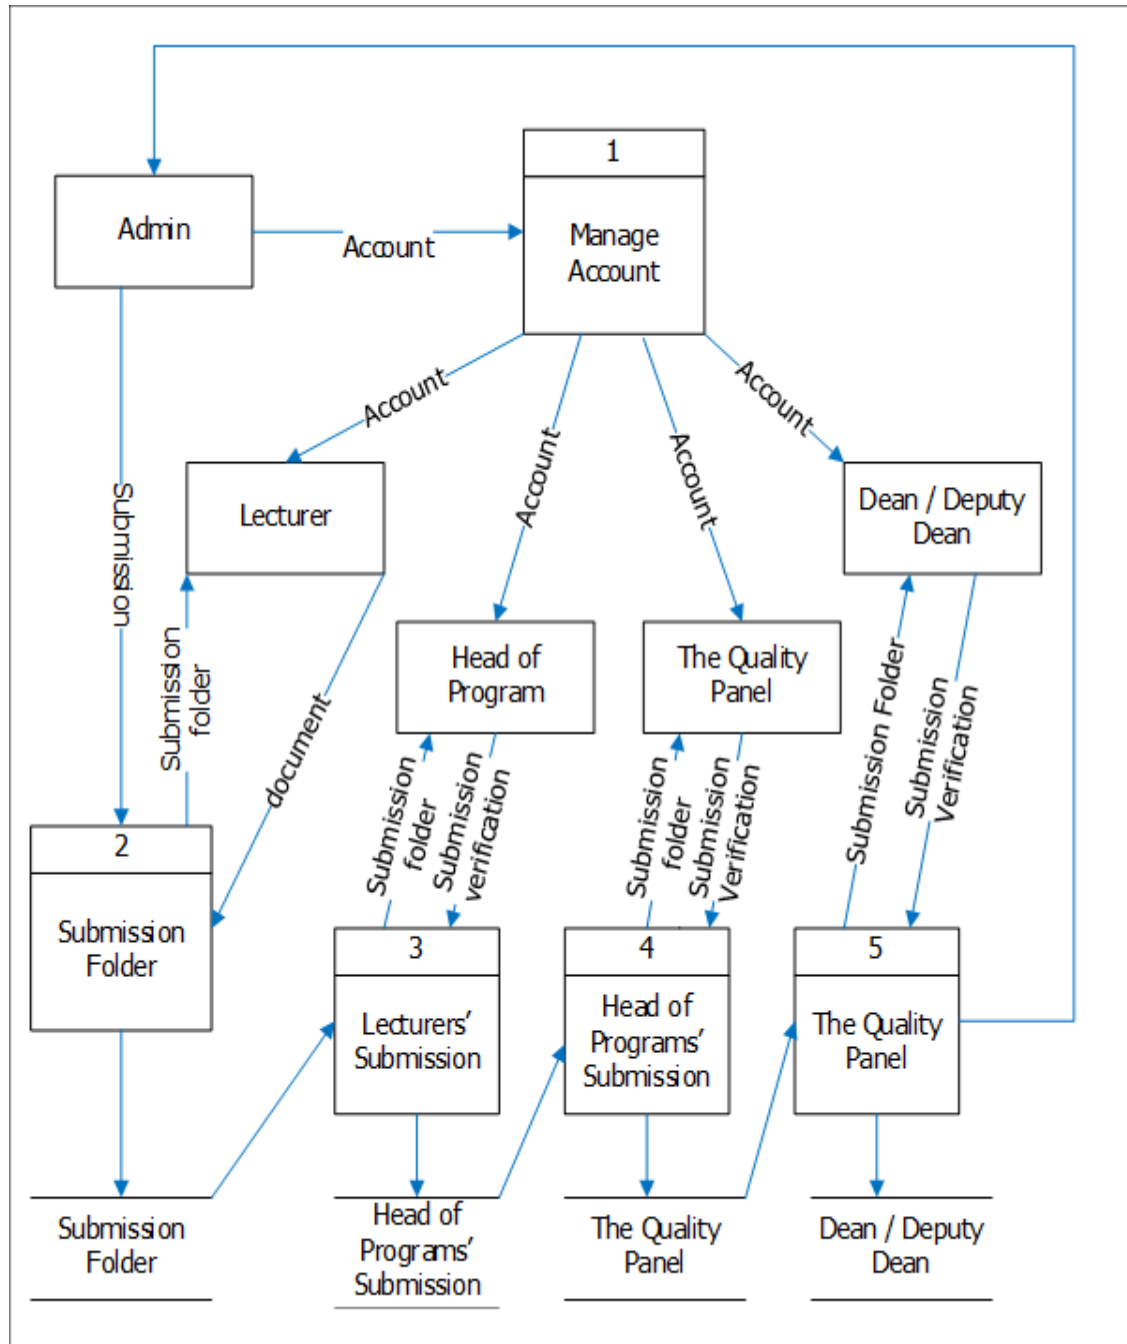 1
Admin
Account
Manage
Account
Account
Account
Account
Account
Lecturer
Dean / Deputy
Dean
Submission
Submission
folder
document
Head of
Program
The Quality
Panel
Submission
folder
Submission
verification
Submission
folder
Submission
Verification
Submission Folder
Submission
Verification
2
Submission
Folder
3
Lecturers’
Submission
4
Head of
Programs’
Submission
5
The Quality
Panel
Submission
Folder
Head of
Programs’
Submission
The Quality
Panel
Dean / Deputy
Dean